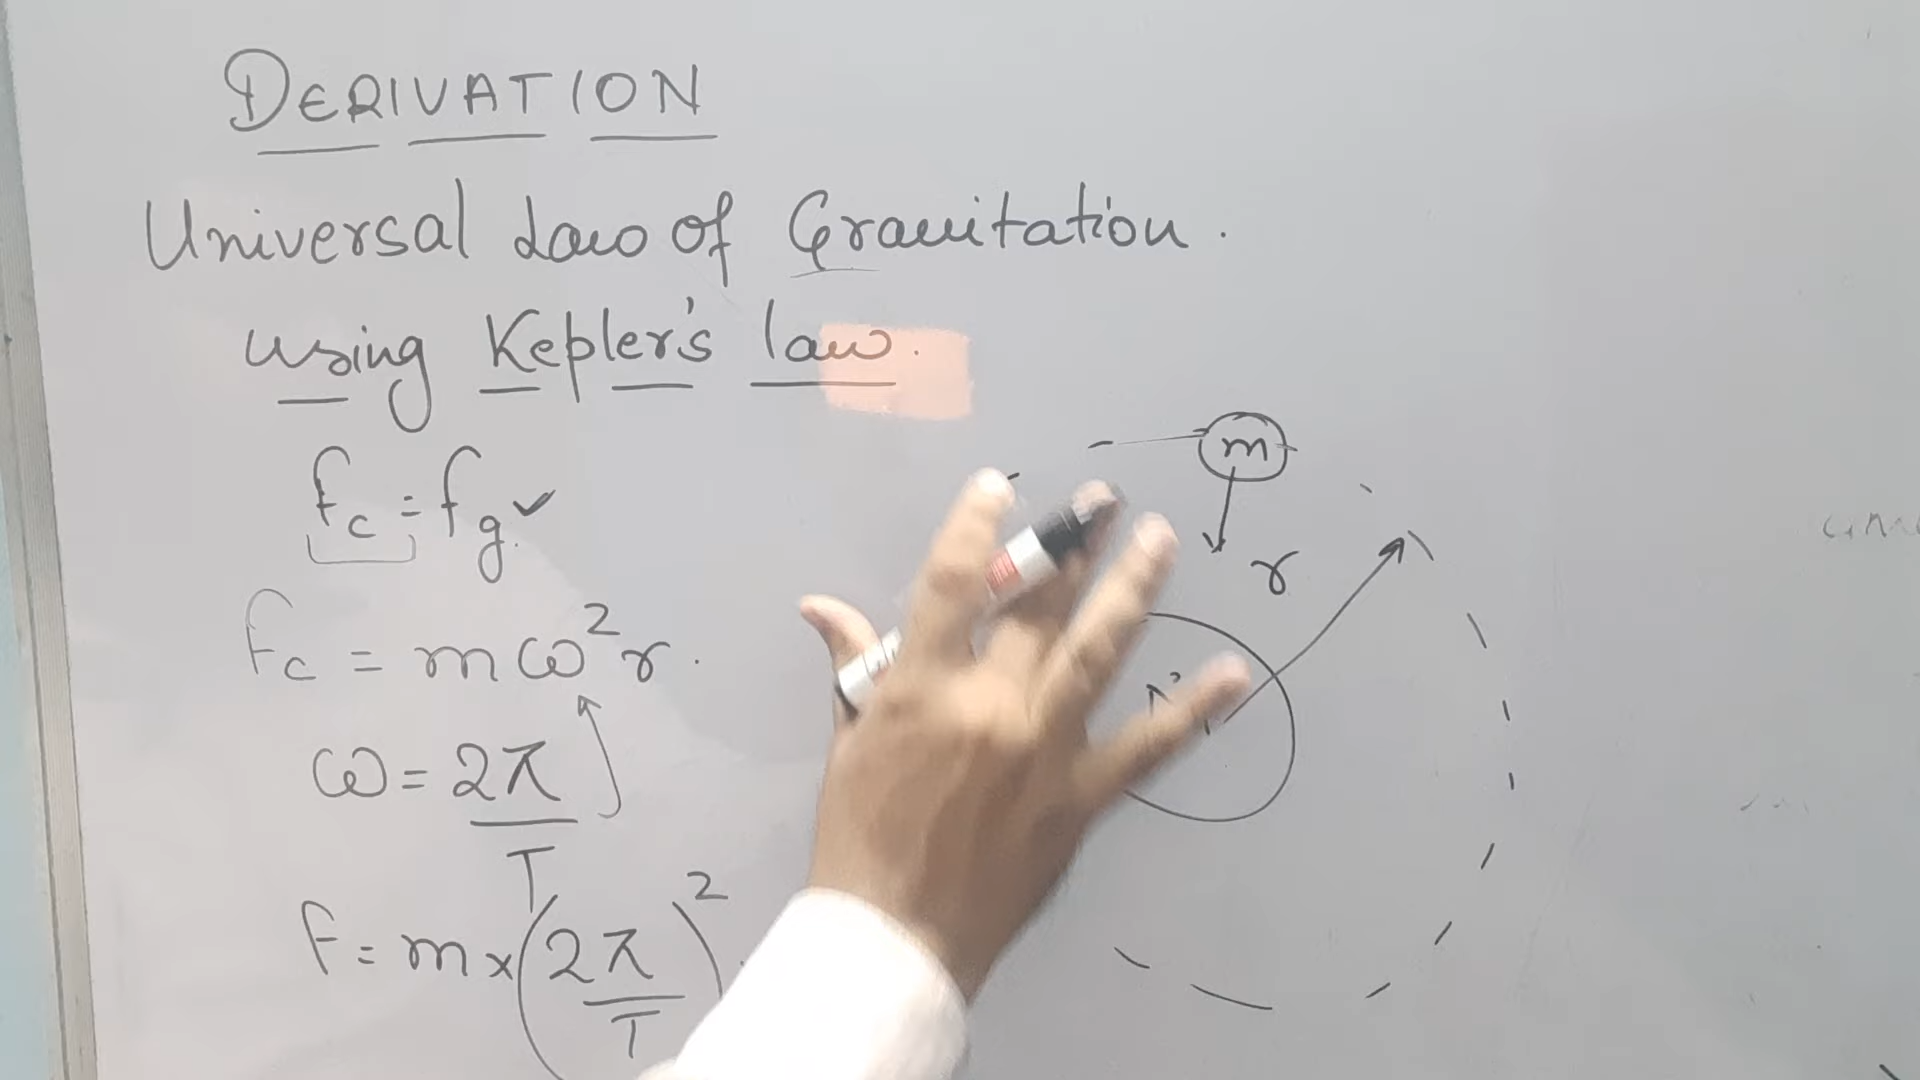 DERIVATION
Universal Law of Gravitation.
using Kepler's law.
fc = fg ✓
Fc = mω²r.
ω = 2π/T
F = m×(2π/T)²
m
r